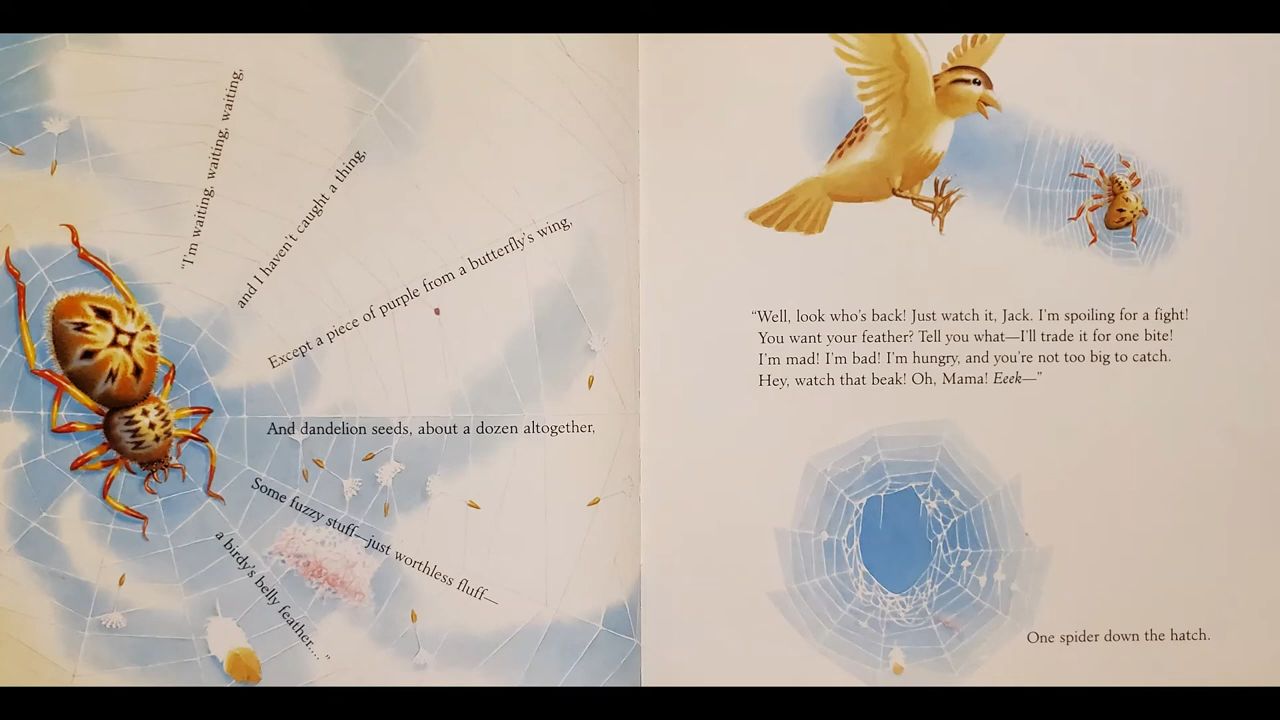 "I'm waiting, waiting, waiting,
and I haven't caught a thing,
Except a piece of purple from a butterfly's wing,
And dandelion seeds, about a dozen altogether,
Some fuzzy stuff—just worthless fluff—
a birdy's belly feather...."
"Well, look who's back! Just watch it, Jack. I'm spoiling for a fight!
You want your feather? Tell you what—I'll trade it for one bite!
I'm mad! I'm bad! I'm hungry, and you're not too big to catch.
Hey, watch that beak! Oh, Mama! Eeek—"
One spider down the hatch.